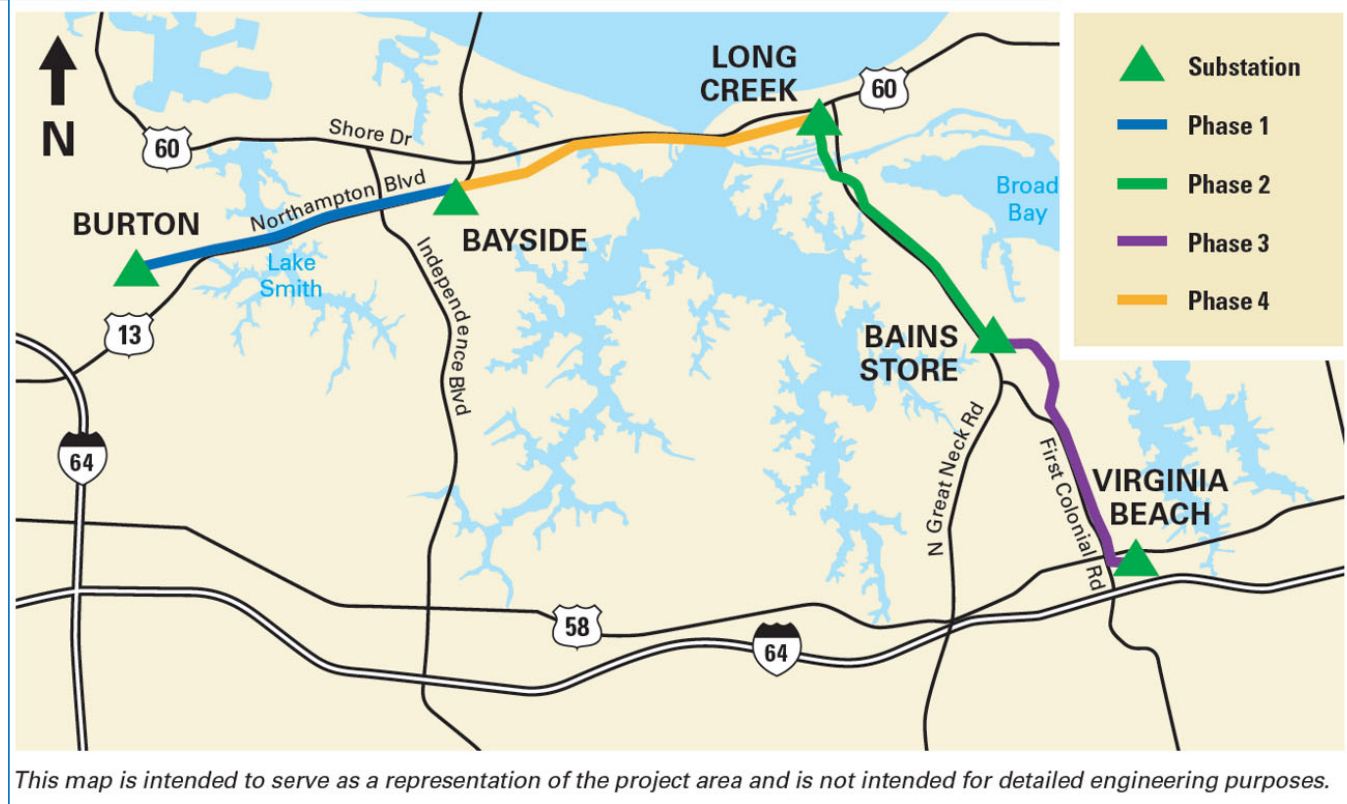 N
LONG
CREEK
60
Substation
Phase 1
Phase 2
Phase 3
Phase 4
60
Shore Dr
Northampton Blvd
BURTON
BAYSIDE
Broad
Bay
Lake
Smith
Independence Blvd
13
BAINS
STORE
64
N Great Neck Rd
First Colonial Rd
VIRGINIA
BEACH
58
64
This map is intended to serve as a representation of the project area and is not intended for detailed engineering purposes.